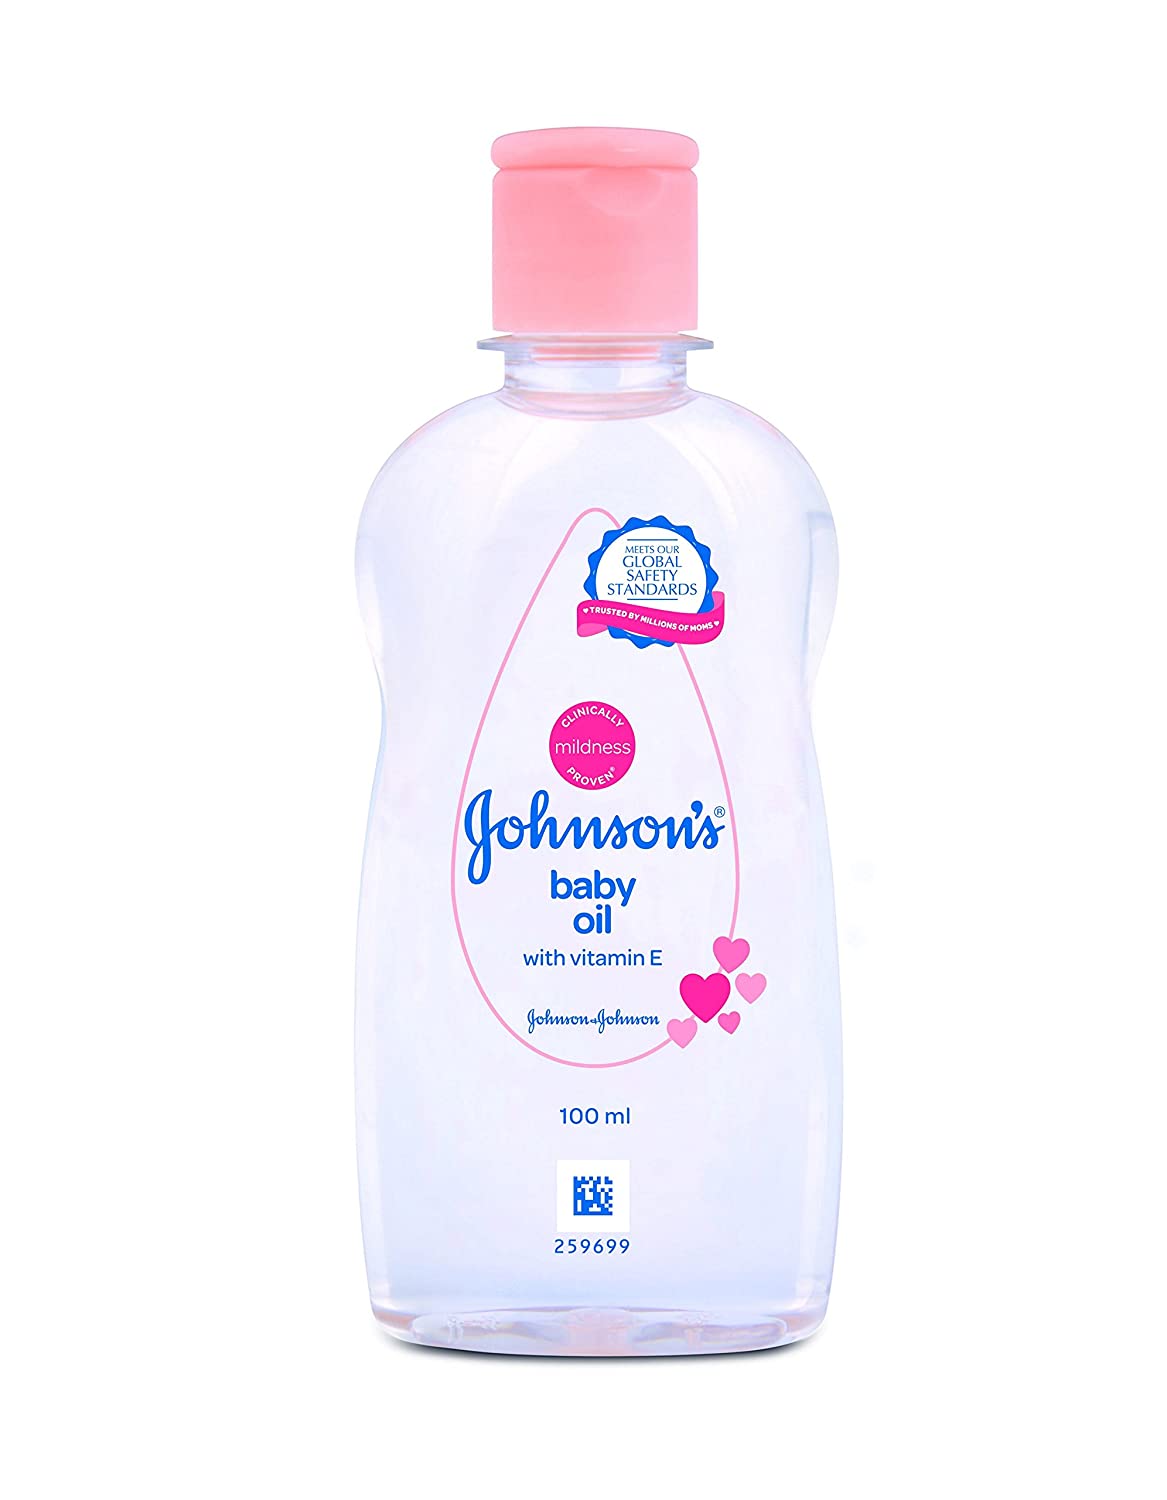 MEETS OUR
GLOBAL
SAFETY
STANDARDS
TRUSTED BY MILLIONS OF MOMS
CLINICALLY
mildness
PROVEN®
Johnson's®
baby
oil
with vitamin E
Johnson & Johnson
100 ml
259699